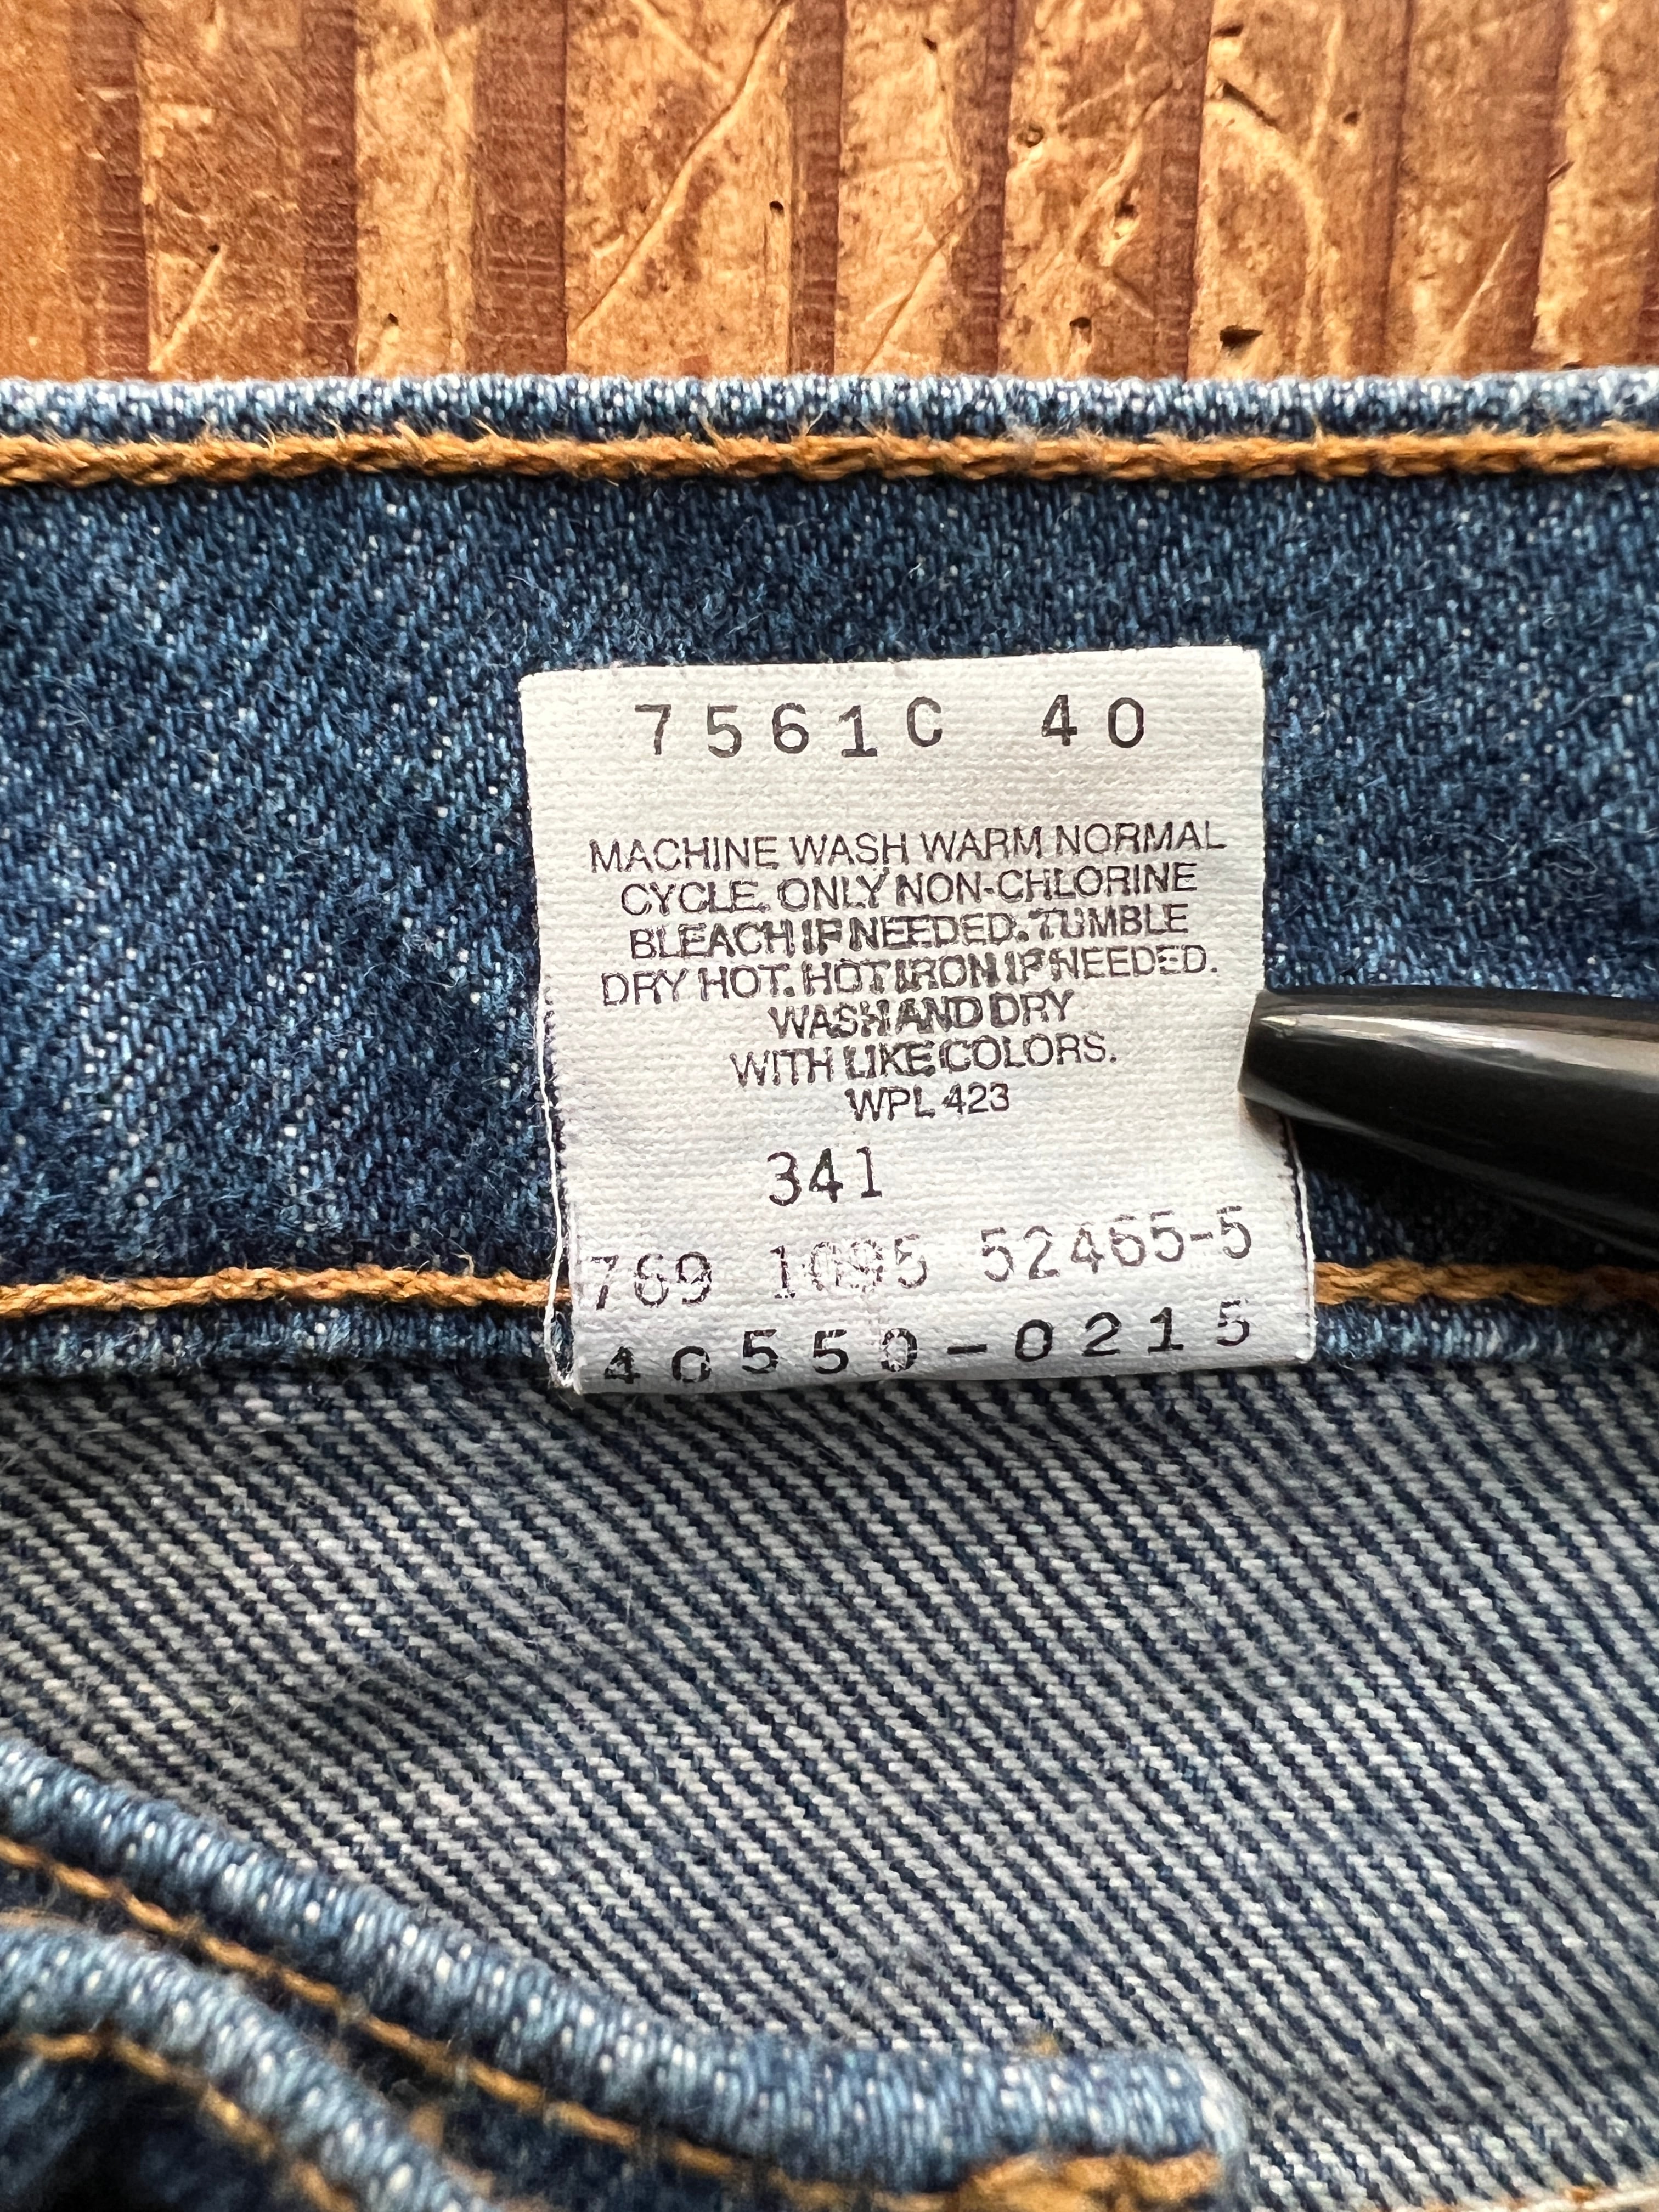 7561C 40
MACHINE WASH WARM NORMAL
CYCLE. ONLY NON-CHLORINE
BLEACH IF NEEDED. TUMBLE
DRY HOT. HOT IRON IF NEEDED.
WASH AND DRY
WITH LIKE COLORS.
WPL 423
341
769 1095 52465-5
40550-0215